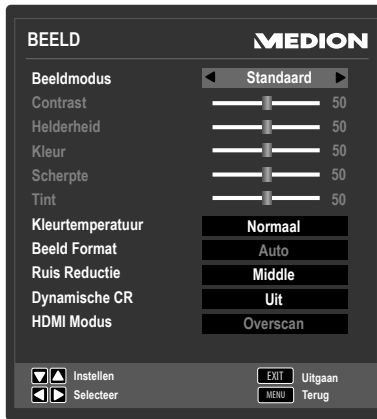 BEELD MEDION
Beeldmodus Standaard
Contrast 50
Helderheid 50
Kleur 50
Scherpte 50
Tint 50
Kleurtemperatuur Normaal
Beeld Format Auto
Ruis Reductie Middle
Dynamische CR Uit
HDMI Modus Overscan
Instellen EXIT Uitgaan
Selecteer MENU Terug